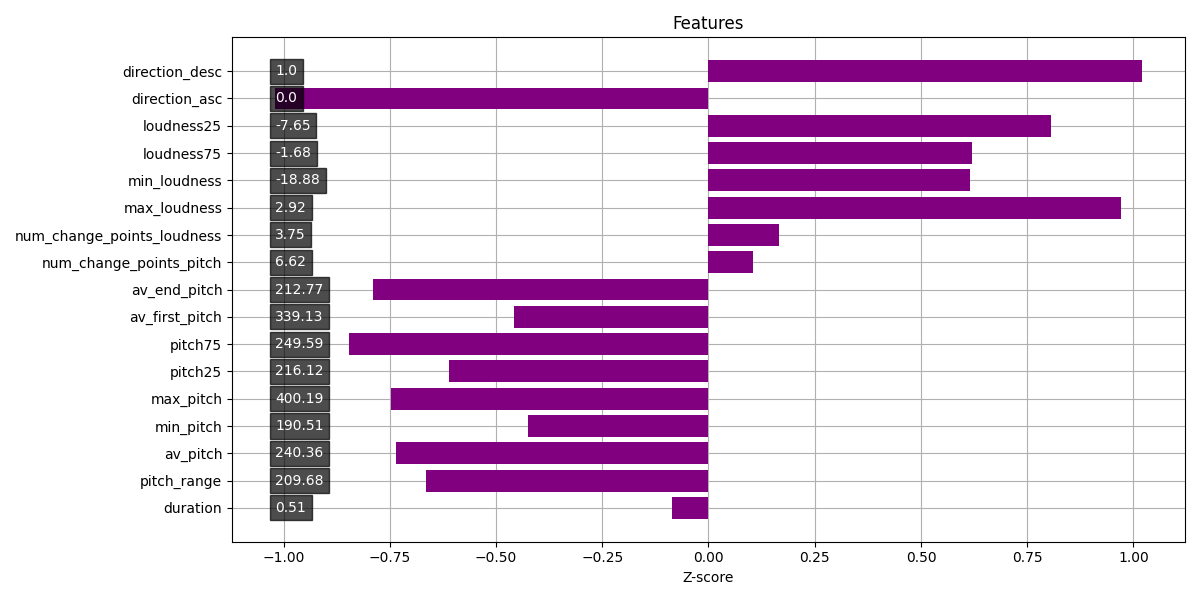 Features
direction_desc 1.0
direction_asc 0.0
loudness25 -7.65
loudness75 -1.68
min_loudness -18.88
max_loudness 2.92
num_change_points_loudness 3.75
num_change_points_pitch 6.62
av_end_pitch 212.77
av_first_pitch 339.13
pitch75 249.59
pitch25 216.12
max_pitch 400.19
min_pitch 190.51
av_pitch 240.36
pitch_range 209.68
duration 0.51
−1.00 −0.75 −0.50 −0.25 0.00 0.25 0.50 0.75 1.00
Z-score